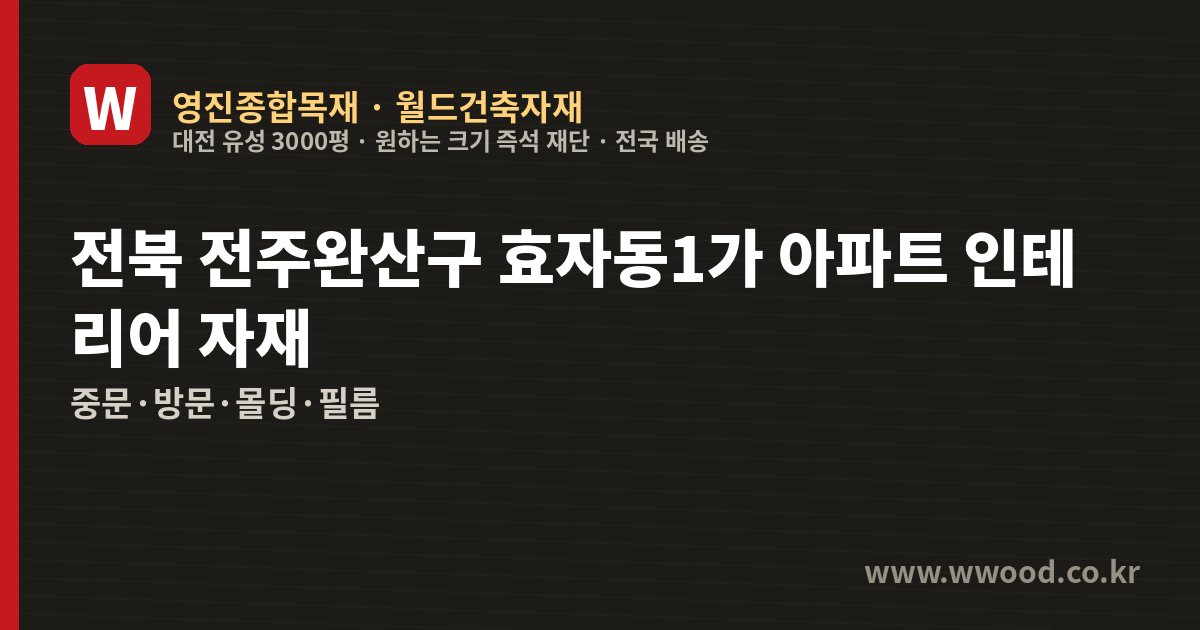 W
영진종합목재 · 월드건축자재
대전 유성 3000평 · 원하는 크기 즉석 재단 · 전국 배송
전북 전주완산구 효자동1가 아파트 인테
리어 자재
중문·방문·몰딩·필름
www.wwood.co.kr